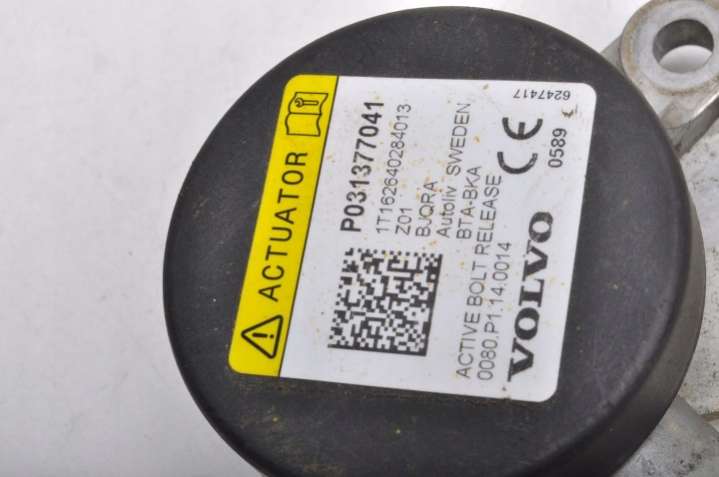 ACTUATOR
P031377041
1T162640284013
Z01
BJQRA
Autoliv SWEDEN
BTA-BKA
ACTIVE BOLT RELEASE
0080.P1.14.0014
VOLVO
CE
0589
6247417